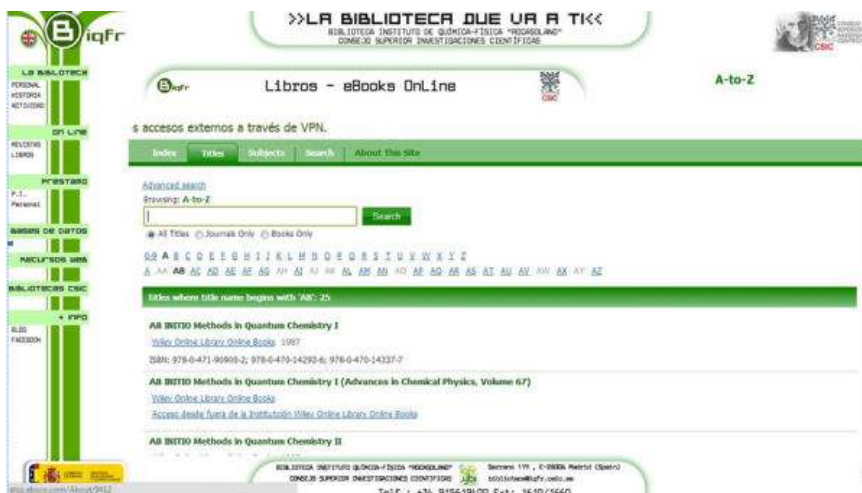 >>LA BIBLIOTECA QUE VA A TI<<
BIBLIOTECA INSTITUTO DE QUÍMICA-FÍSICA "ROCASOLANO"
CONSEJO SUPERIOR INVESTIGACIONES CIENTÍFICAS
Biqfr
CSIC
LA BIBLIOTECA
PERSONAL
HISTORIA
ACTIVIDAD
ON LINE
REVISTAS
LIBROS
PRESTAMO
P.I.
Personal
BASES DE DATOS
RECURSOS WEB
BIBLIOTECAS CSIC
+ INFO
BLOG
FACEBOOK
Biqfr
Libros - eBooks OnLine
CSIC
A-to-Z
s accesos externos a través de VPN.
Index Titles Subjects Search About This Site
Advanced search
Browsing: A-to-Z
Search
All Titles Journals Only Books Only
0-9 A B C D E F G H I J K L M N O P Q R S T U V W X Y Z
A AA AB AC AD AE AF AG AH AI AJ AK AL AM AN AO AP AQ AR AS AT AU AV AW AX AY AZ
Titles where title name begins with 'AB': 25
AB INITIO Methods in Quantum Chemistry I
Wiley Online Library Online Books 1987
ISBN: 978-0-471-90900-2; 978-0-470-14293-6; 978-0-470-14337-7
AB INITIO Methods in Quantum Chemistry I (Advances in Chemical Physics, Volume 67)
Wiley Online Library Online Books
Acceso desde fuera de la Institutoón Wiley Online Library Online Books
AB INITIO Methods in Quantum Chemistry II
BIBLIOTECA INSTITUTO QUÍMICA-FÍSICA "ROCASOLANO"
CONSEJO SUPERIOR INVESTIGACIONES CIENTÍFICAS
Serrano 119 , E-28006 Madrid (Spain)